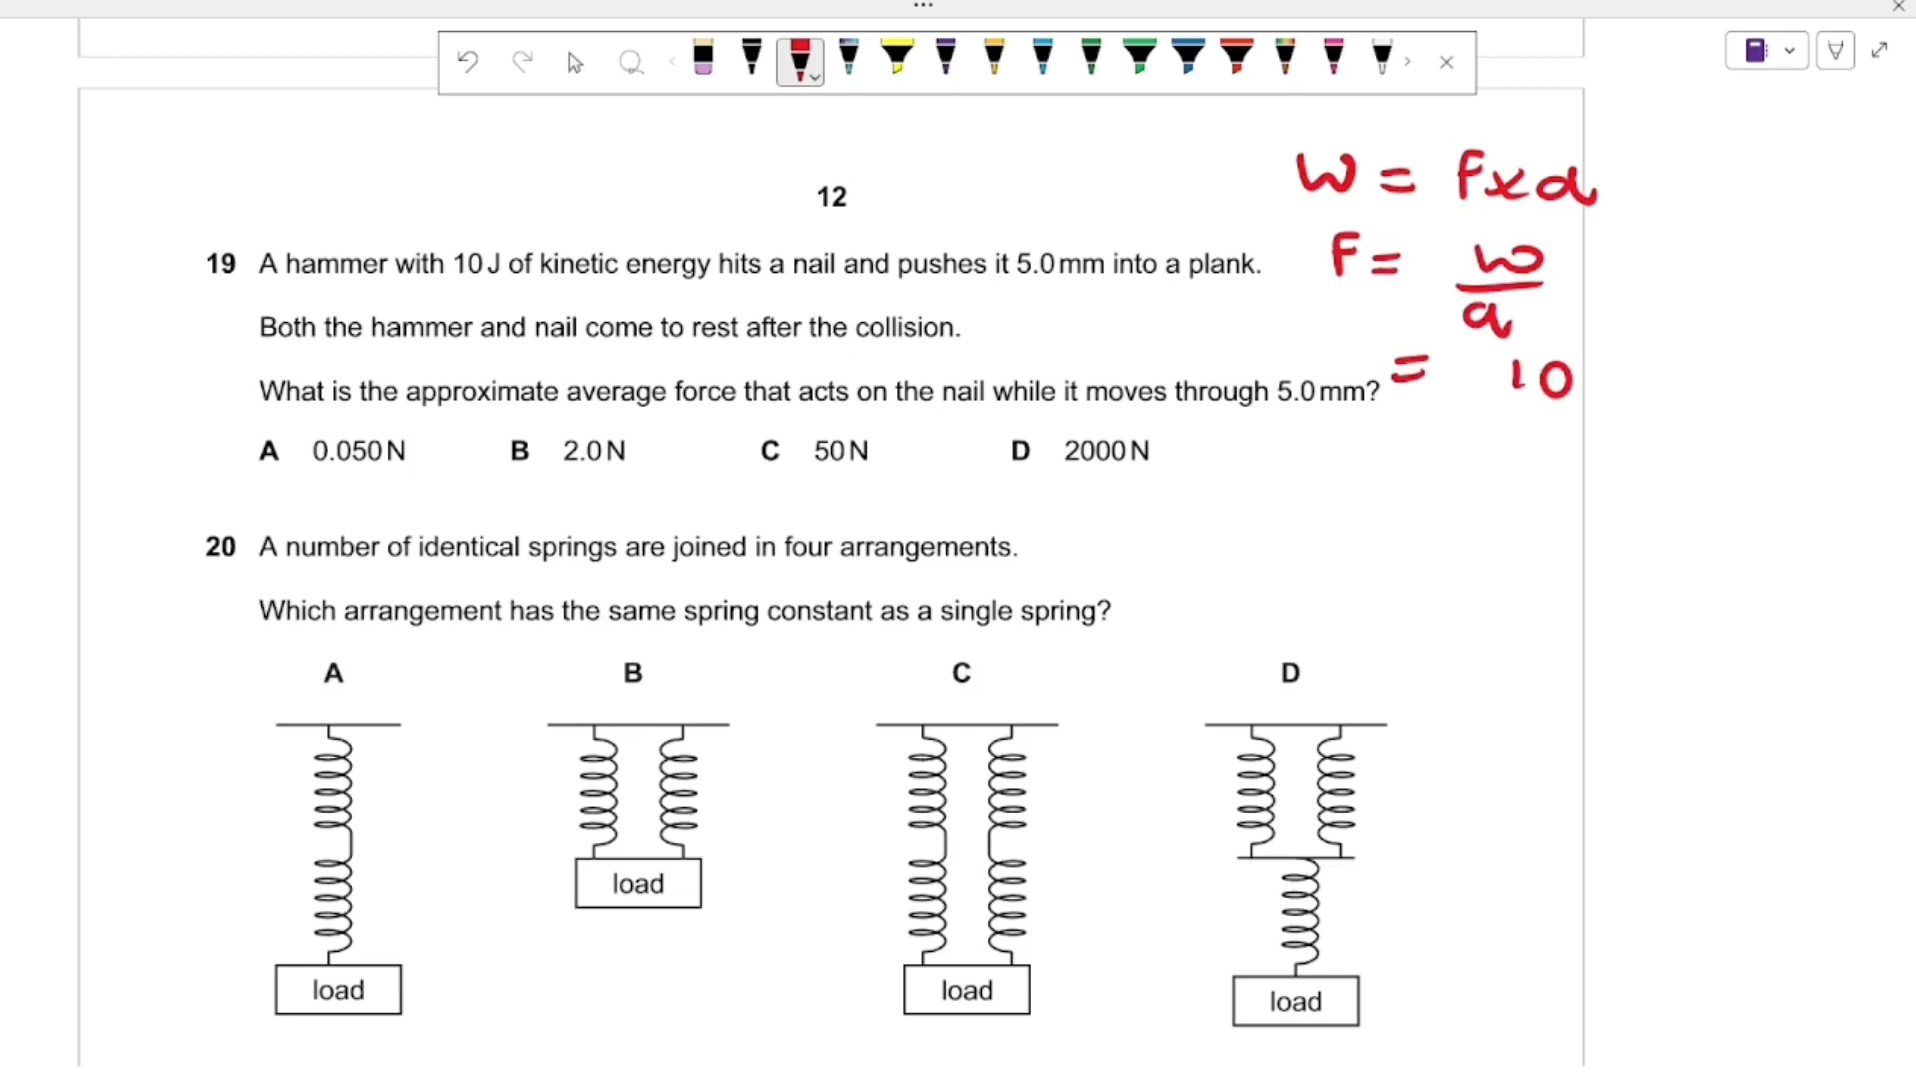 12
W = F×d
19 A hammer with 10 J of kinetic energy hits a nail and pushes it 5.0 mm into a plank.
F = W/d
Both the hammer and nail come to rest after the collision.
What is the approximate average force that acts on the nail while it moves through 5.0 mm?
= 10
A 0.050 N B 2.0 N C 50 N D 2000 N
20 A number of identical springs are joined in four arrangements.
Which arrangement has the same spring constant as a single spring?
A B C D
load load load load